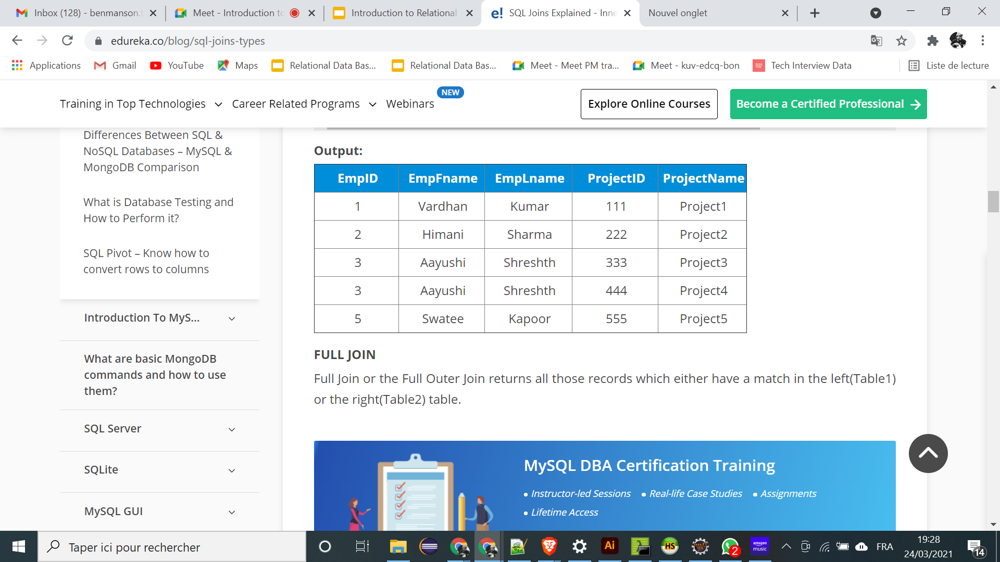 Inbox (128) - benmanson.t
Meet - Introduction to
Introduction to Relational
e! SQL Joins Explained - Inne
Nouvel onglet
edureka.co/blog/sql-joins-types
Applications
Gmail
YouTube
Maps
Relational Data Bas...
Relational Data Bas...
Meet - Meet PM tra...
Meet - kuv-edcq-bon
Tech Interview Data
Liste de lecture
Training in Top Technologies
Career Related Programs
Webinars
NEW
Explore Online Courses
Become a Certified Professional
Differences Between SQL &
NoSQL Databases – MySQL &
MongoDB Comparison
What is Database Testing and
How to Perform it?
SQL Pivot – Know how to
convert rows to columns
Introduction To MyS...
What are basic MongoDB
commands and how to use
them?
SQL Server
SQLite
MySQL GUI
Output:
EmpID EmpFname EmpLname ProjectID ProjectName
1 Vardhan Kumar 111 Project1
2 Himani Sharma 222 Project2
3 Aayushi Shreshth 333 Project3
3 Aayushi Shreshth 444 Project4
5 Swatee Kapoor 555 Project5
FULL JOIN
Full Join or the Full Outer Join returns all those records which either have a match in the left(Table1)
or the right(Table2) table.
MySQL DBA Certification Training
• Instructor-led Sessions • Real-life Case Studies • Assignments
• Lifetime Access
Taper ici pour rechercher
Ai
HS
2
amazon
music
FRA
19:28
24/03/2021
14